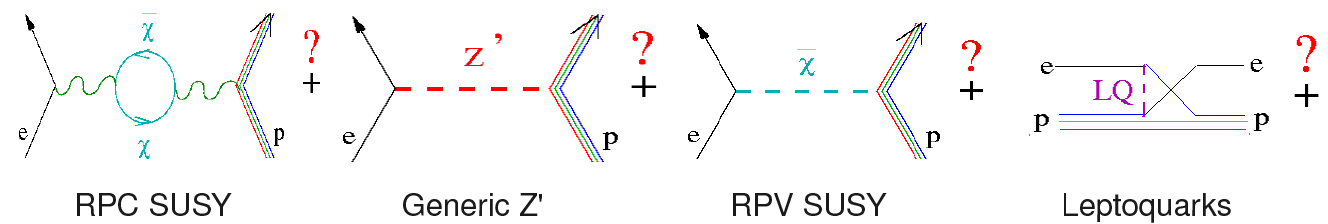 χ̄
χ
e
p
?
+
RPC SUSY
Z'
e
p
?
+
Generic Z'
χ̄
e
p
?
+
RPV SUSY
e
e
LQ
p
p
?
+
Leptoquarks